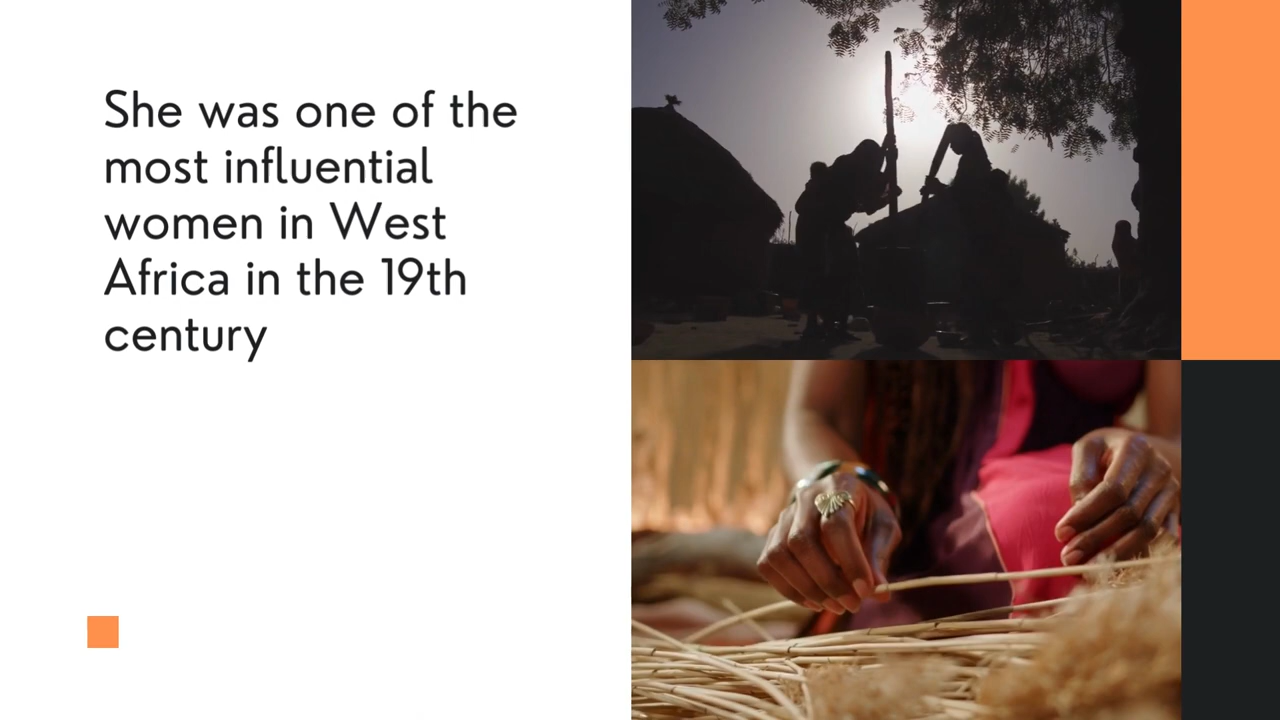 She was one of the
most influential
women in West
Africa in the 19th
century